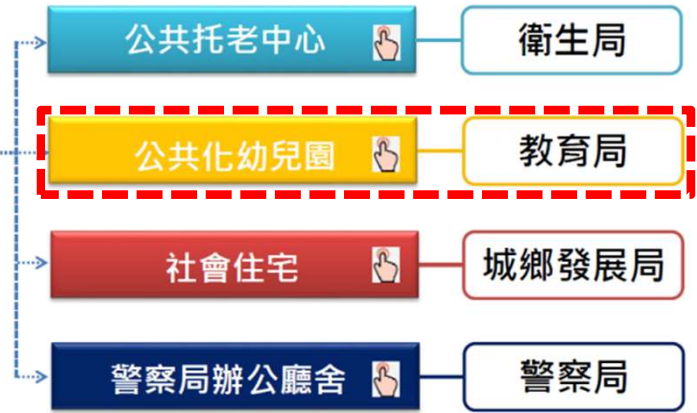 公共托老中心
衛生局
公共化幼兒園
教育局
社會住宅
城鄉發展局
警察局辦公廳舍
警察局